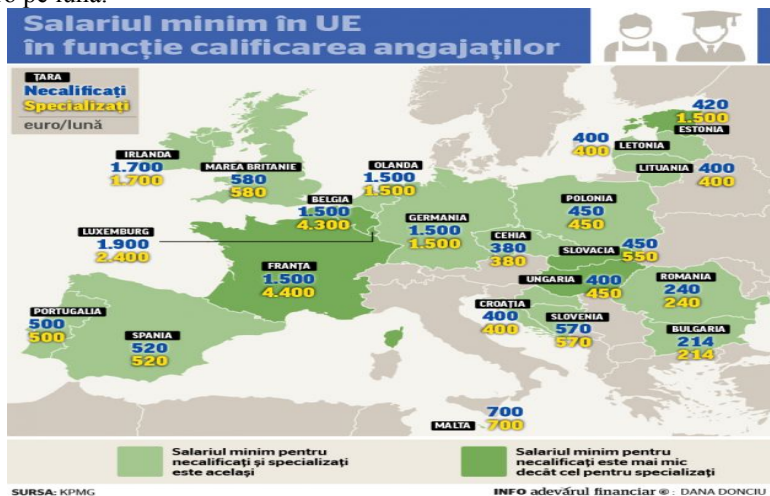 Salariul minim în UE
în funcție calificarea angajaților
ȚARA
Necalificați
Specializați
euro/lună
IRLANDA
1.700
1.700
MAREA BRITANIE
580
580
OLANDA
1.500
1.500
BELGIA
1.500
4.300
LUXEMBURG
1.900
2.400
FRANȚA
1.500
4.400
GERMANIA
1.500
1.500
420
1.500
ESTONIA
400
400
LETONIA
LITUANIA
400
400
POLONIA
450
450
CEHIA
380
380
SLOVACIA
450
550
UNGARIA
400
450
ROMANIA
240
240
CROAȚIA
400
400
SLOVENIA
570
570
BULGARIA
214
214
PORTUGALIA
500
500
SPANIA
520
520
MALTA
700
700
Salariul minim pentru
necalificați și specializați
este același
Salariul minim pentru
necalificați este mai mic
decât cel pentru specializați
SURSA: KPMG
INFO adevărul financiar ®: DANA DONCIU